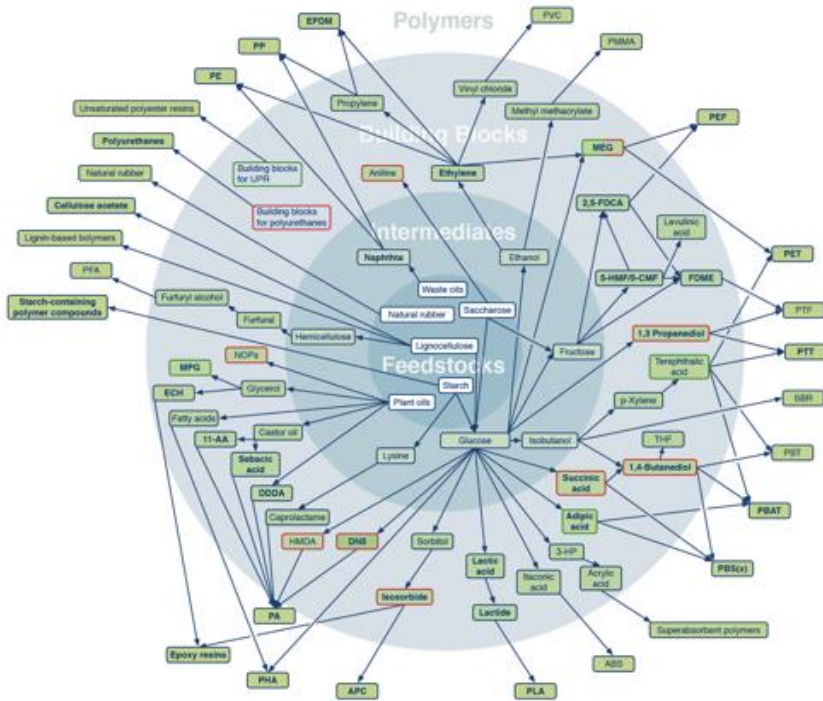 Polymers
EPDM
PVC
PP
PMMA
PE
Propylene
Vinyl chloride
Unsaturated polyester resins
Methyl methacrylate
PEF
Building Blocks
Polyurethanes
MEG
Natural rubber
Building blocks
for UPR
Aniline
Ethylene
2,5-FDCA
Cellulose acetate
Building blocks
for polyurethanes
Levulinic
acid
Intermediates
Lignin-based bolymers
Naphthta
Ethanol
PET
PFA
Waste oils
5-HMF/5-CMF
FDME
Furfuryl alcohol
Saccharose
Starch-containing
polymer compounds
Natural rubber
PTF
Furfural
Hemicellulose
Lignocellulose
1,3 Propanediol
NOPs
Fructose
PTT
MPG
Feedstocks
Terephthalic
acid
ECH
Glycerol
Starch
Plant oils
p-Xylene
SBR
Fatty acids
11-AA
Castor oil
Glucose
Isobutanol
THF
Sebacic
acid
Lysine
PBT
Succinic
acid
1,4-Butanediol
DDDA
Caprolactame
Adipic
acid
PBAT
HMDA
DN5
Sorbitol
3-HP
Lactic
acid
Itaconic
acid
Acrylic
acid
PBS(x)
Isosorbide
PA
Lactide
Superabsorbent polymers
Epoxy resins
ABS
PHA
APC
PLA